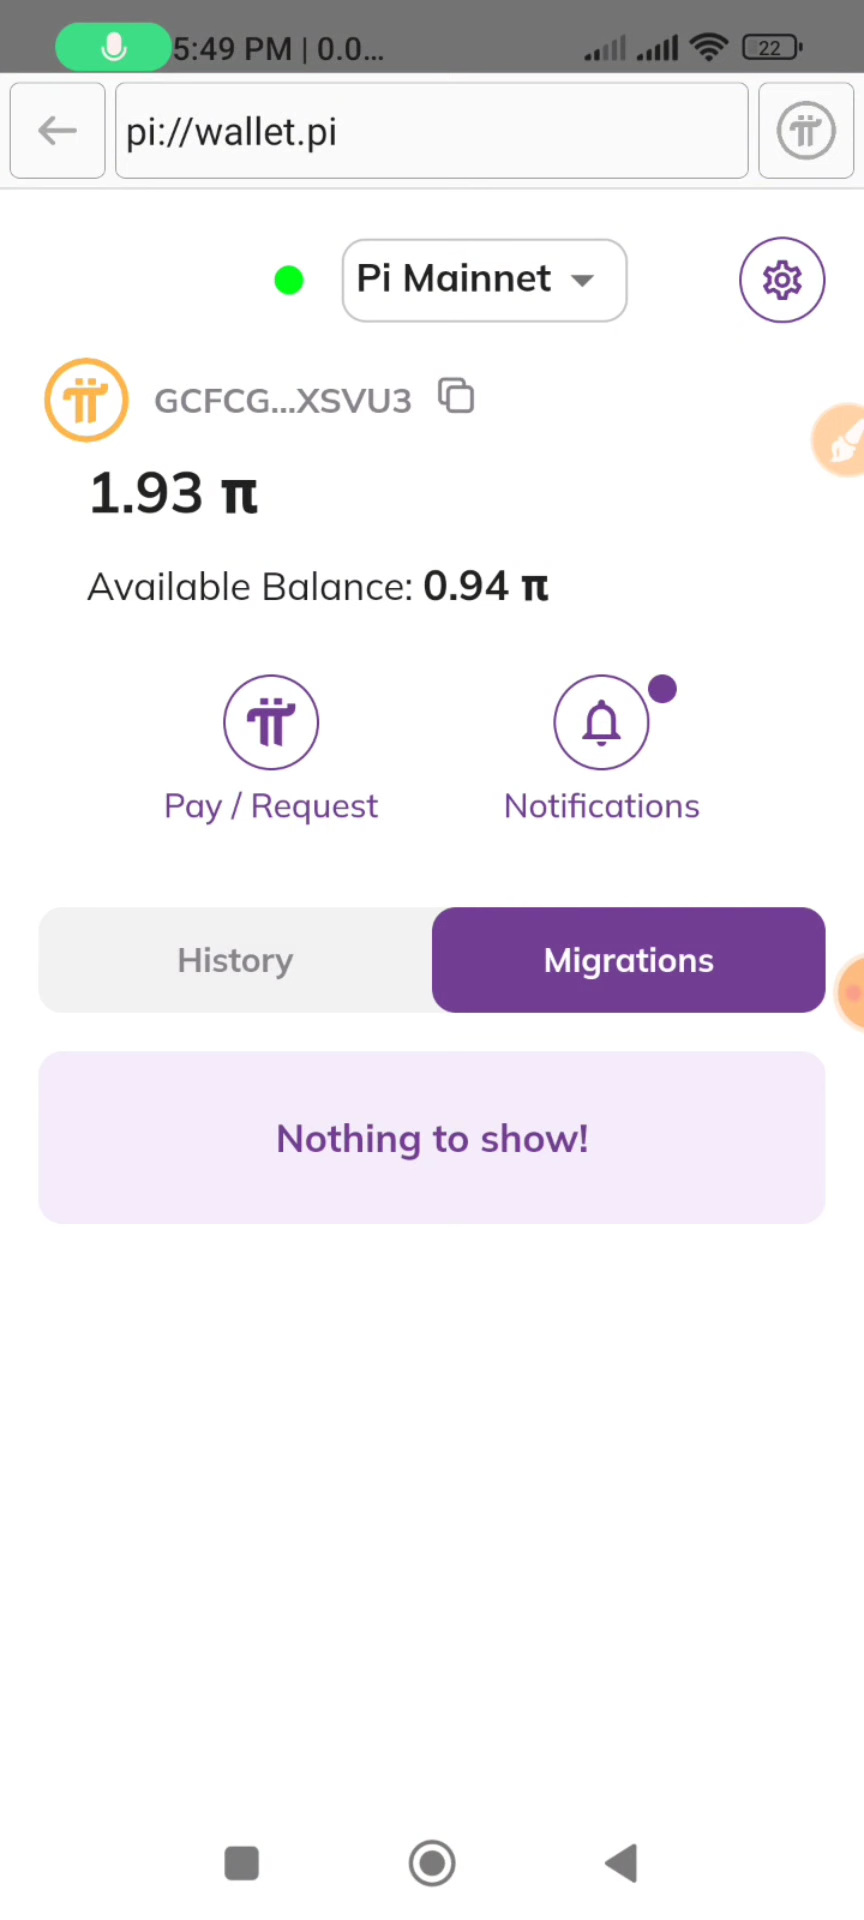 5:49 PM | 0.0...
22
pi://wallet.pi
Pi Mainnet
GCFCG...XSVU3
1.93 π
Available Balance: 0.94 π
Pay / Request
Notifications
History
Migrations
Nothing to show!